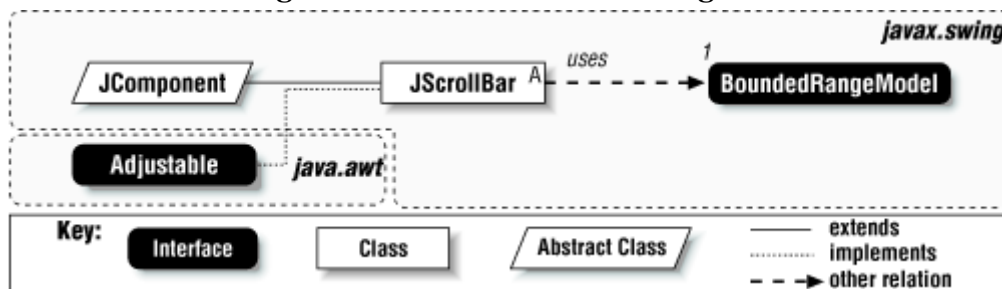 javax.swing
JComponent
JScrollBar
A
uses
1
BoundedRangeModel
Adjustable
java.awt
Key:
Interface
Class
Abstract Class
extends
implements
other relation